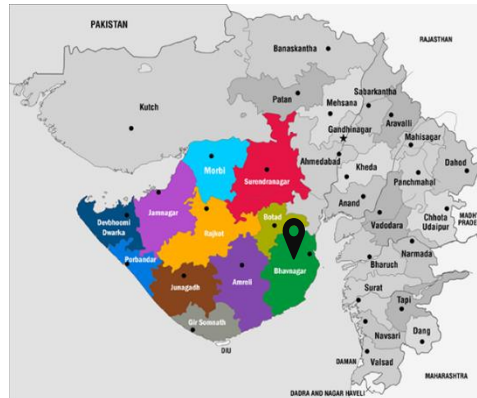 PAKISTAN
RAJASTHAN
Banaskantha
Patan
Kutch
Mehsana
Sabarkantha
Aravalli
Gandhinagar
Mahisagar
Morbi
Ahmedabad
Kheda
Dahod
Surendranagar
Panchmahal
Jamnagar
Anand
Devbhoomi
Dwarka
Botad
Vadodara
Chhota
Udaipur
MADHY
PRADE
Rajkot
Porbandar
Bhavnagar
Bharuch
Narmada
Junagadh
Amreli
Surat
Tapi
Gir Somnath
Navsari
Dang
DIU
DAMAN
Valsad
MAHARASHTRA
DADRA AND NAGAR HAVELI